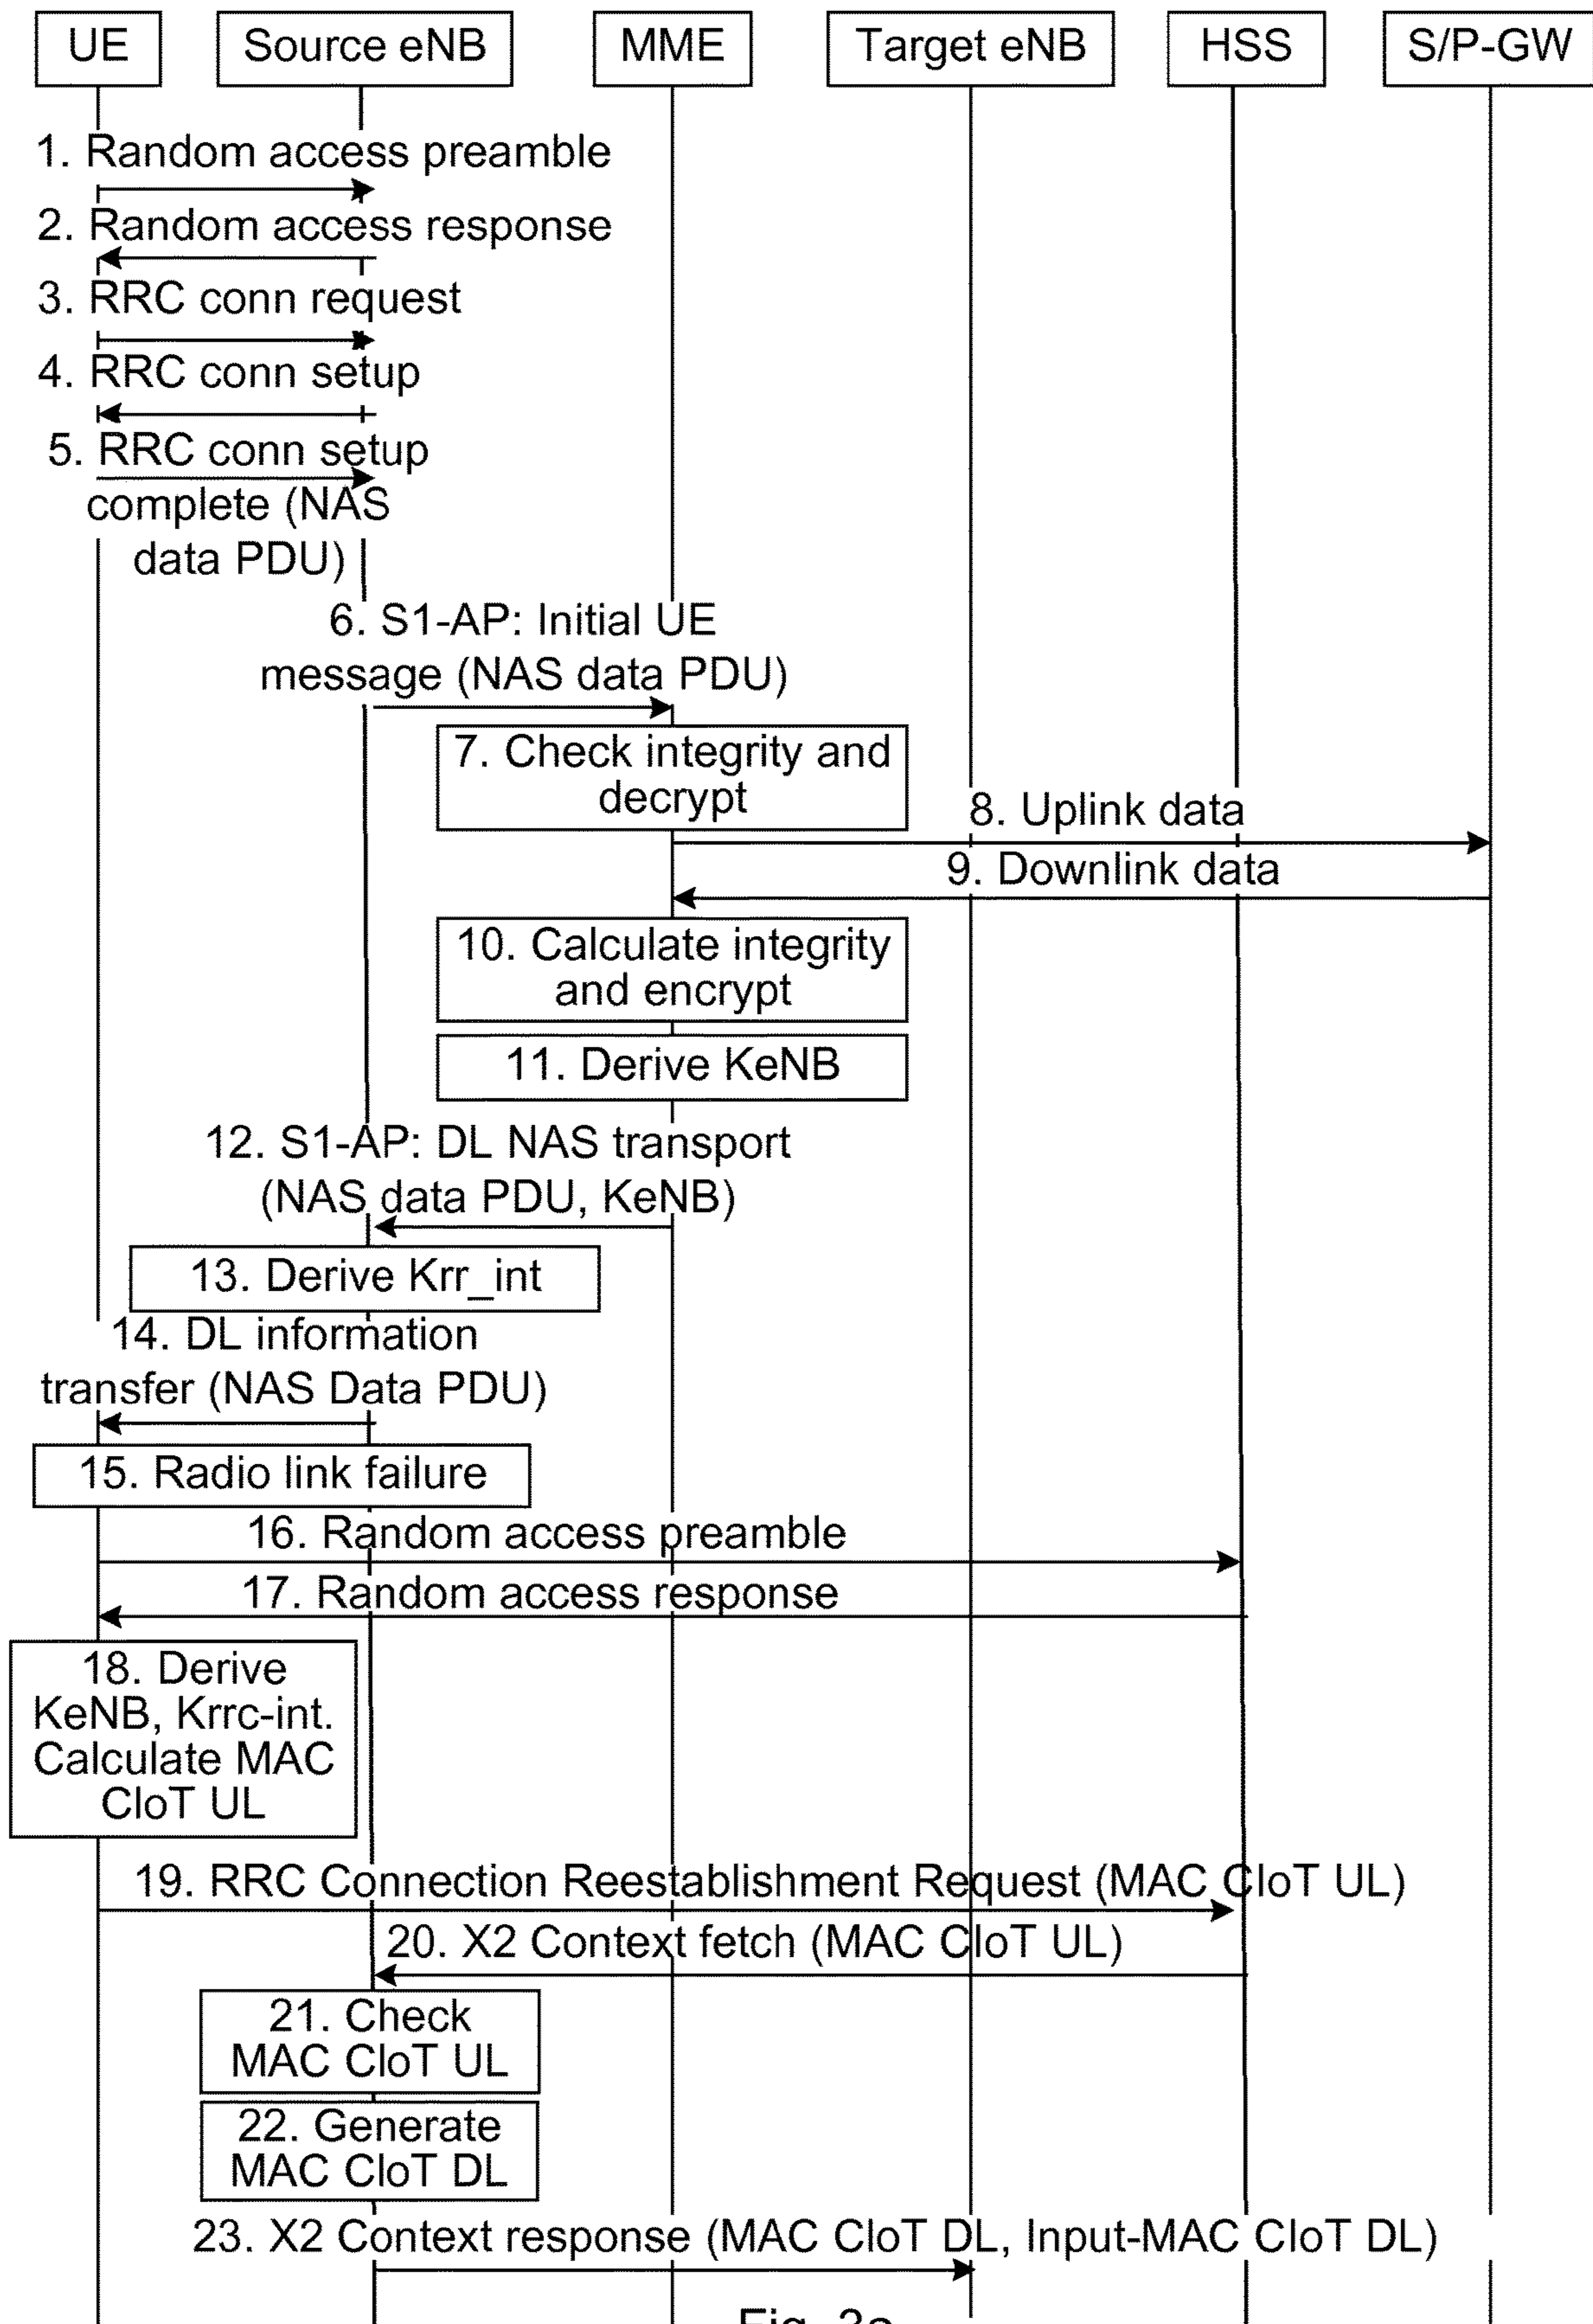 UE Source eNB MME Target eNB HSS S/P-GW
1. Random access preamble
2. Random access response
3. RRC conn request
4. RRC conn setup
5. RRC conn setup
complete (NAS
data PDU)
6. S1-AP: Initial UE
message (NAS data PDU)
7. Check integrity and
decrypt
8. Uplink data
9. Downlink data
10. Calculate integrity
and encrypt
11. Derive KeNB
12. S1-AP: DL NAS transport
(NAS data PDU, KeNB)
13. Derive Krr_int
14. DL information
transfer (NAS Data PDU)
15. Radio link failure
16. Random access preamble
17. Random access response
18. Derive
KeNB, Krrc-int.
Calculate MAC
CIoT UL
19. RRC Connection Reestablishment Request (MAC CIoT UL)
20. X2 Context fetch (MAC CIoT UL)
21. Check
MAC CIoT UL
22. Generate
MAC CIoT DL
23. X2 Context response (MAC CIoT DL, Input-MAC CIoT DL)